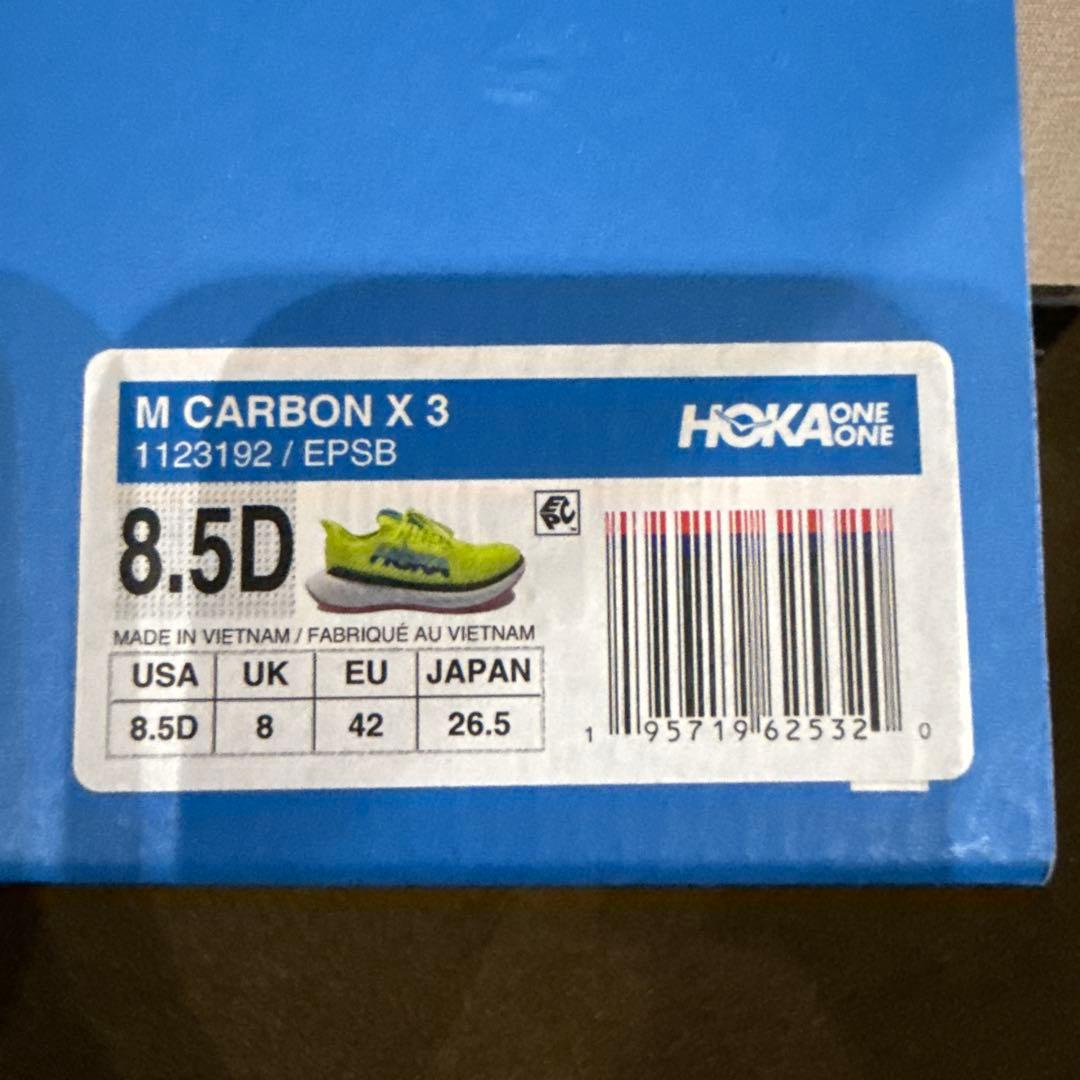 M CARBON X 3
1123192 / EPSB
HOKA ONE ONE
8.5D
HOKA
EPC
MADE IN VIETNAM / FABRIQUÉ AU VIETNAM
USA UK EU JAPAN
8.5D 8 42 26.5
1 95719 62532 0